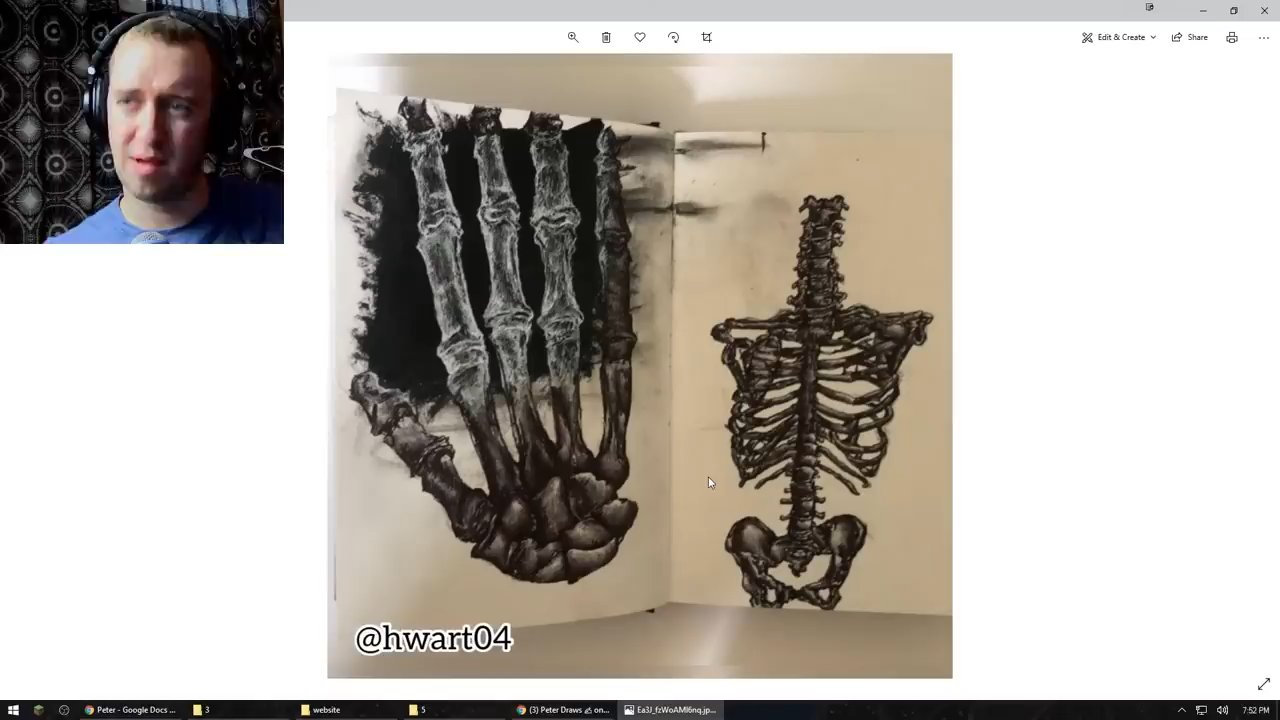 Edit & Create
Share
@hwart04
Peter - Google Docs ...
3
website
5
(3) Peter Draws ✍ on...
Ea3J_fzWoAMl6nq.jp...
7:52 PM